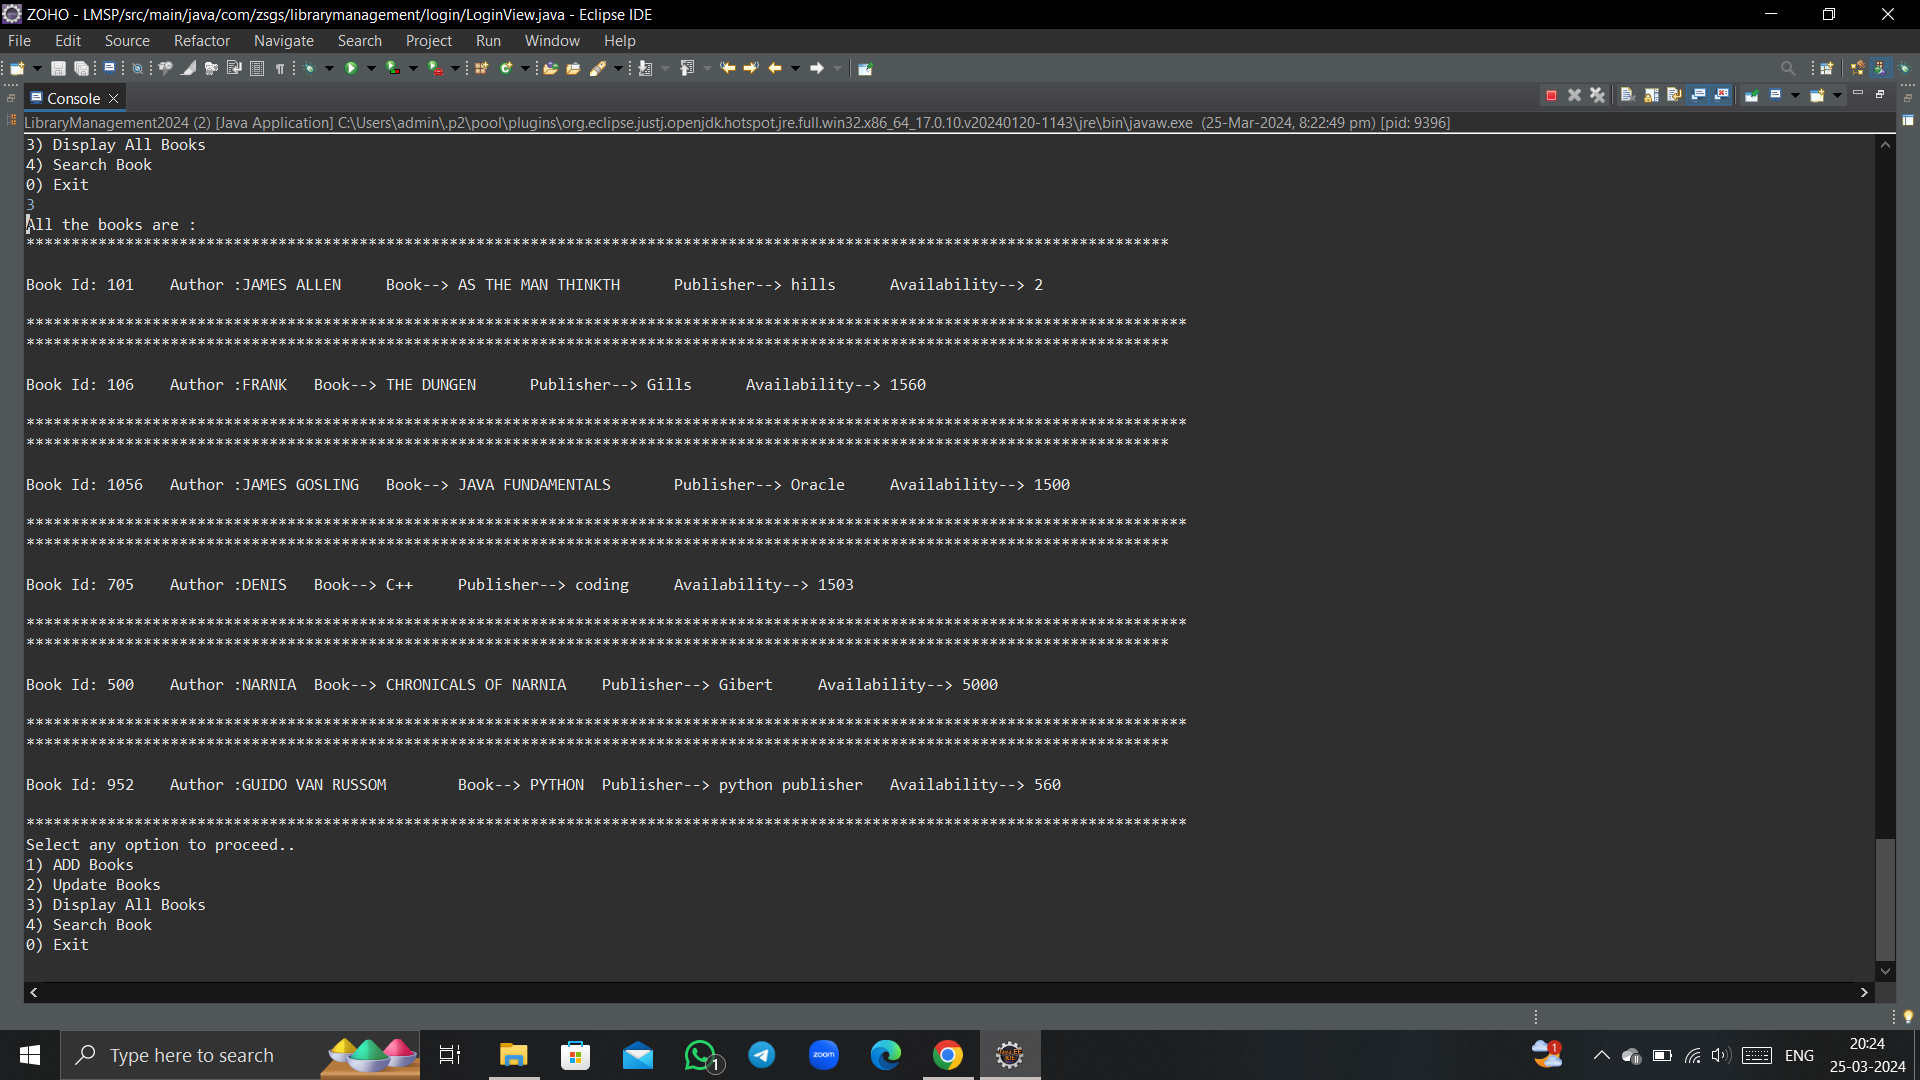 ZOHO - LMSP/src/main/java/com/zsgs/librarymanagement/login/LoginView.java - Eclipse IDE
File Edit Source Refactor Navigate Search Project Run Window Help
Console
LibraryManagement2024 (2) [Java Application] C:\Users\admin\.p2\pool\plugins\org.eclipse.justj.openjdk.hotspot.jre.full.win32.x86_64_17.0.10.v20240120-1143\jre\bin\javaw.exe (25-Mar-2024, 8:22:49 pm) [pid: 9396]
3) Display All Books
4) Search Book
0) Exit
3
All the books are :
*******************************************************************************************************************************
Book Id: 101 Author :JAMES ALLEN Book--> AS THE MAN THINKTH Publisher--> hills Availability--> 2
*********************************************************************************************************************************
*******************************************************************************************************************************
Book Id: 106 Author :FRANK Book--> THE DUNGEN Publisher--> Gills Availability--> 1560
*********************************************************************************************************************************
*******************************************************************************************************************************
Book Id: 1056 Author :JAMES GOSLING Book--> JAVA FUNDAMENTALS Publisher--> Oracle Availability--> 1500
*********************************************************************************************************************************
*******************************************************************************************************************************
Book Id: 705 Author :DENIS Book--> C++ Publisher--> coding Availability--> 1503
*********************************************************************************************************************************
*******************************************************************************************************************************
Book Id: 500 Author :NARNIA Book--> CHRONICALS OF NARNIA Publisher--> Gibert Availability--> 5000
*********************************************************************************************************************************
*******************************************************************************************************************************
Book Id: 952 Author :GUIDO VAN RUSSOM Book--> PYTHON Publisher--> python publisher Availability--> 560
*********************************************************************************************************************************
Select any option to proceed..
1) ADD Books
2) Update Books
3) Display All Books
4) Search Book
0) Exit
Type here to search
1
zoom
1
ENG
20:24
25-03-2024